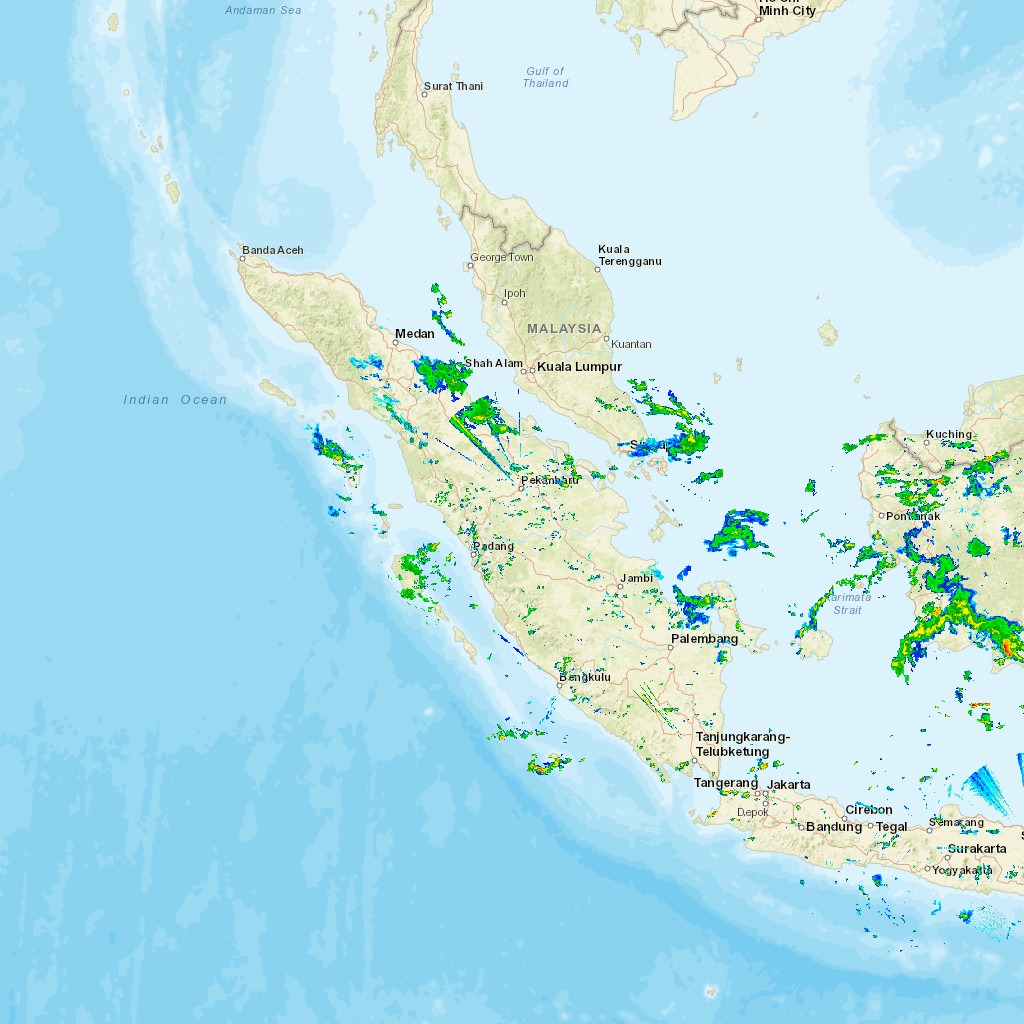 Andaman Sea
Minh City
Gulf of
Thailand
Surat Thani
Banda Aceh
Kuala
Terengganu
George Town
Ipoh
MALAYSIA
Medan
Kuantan
Shah Alam
Kuala Lumpur
Indian Ocean
Kuching
Pekanbaru
Padang
Jambi
Strait
Palembang
Bengkulu
Tanjungkarang-
Telubketung
Tangerang
Jakarta
Depok
Cirebon
Bandung
Tegal
Semarang
Surakarta
Yogyakarta